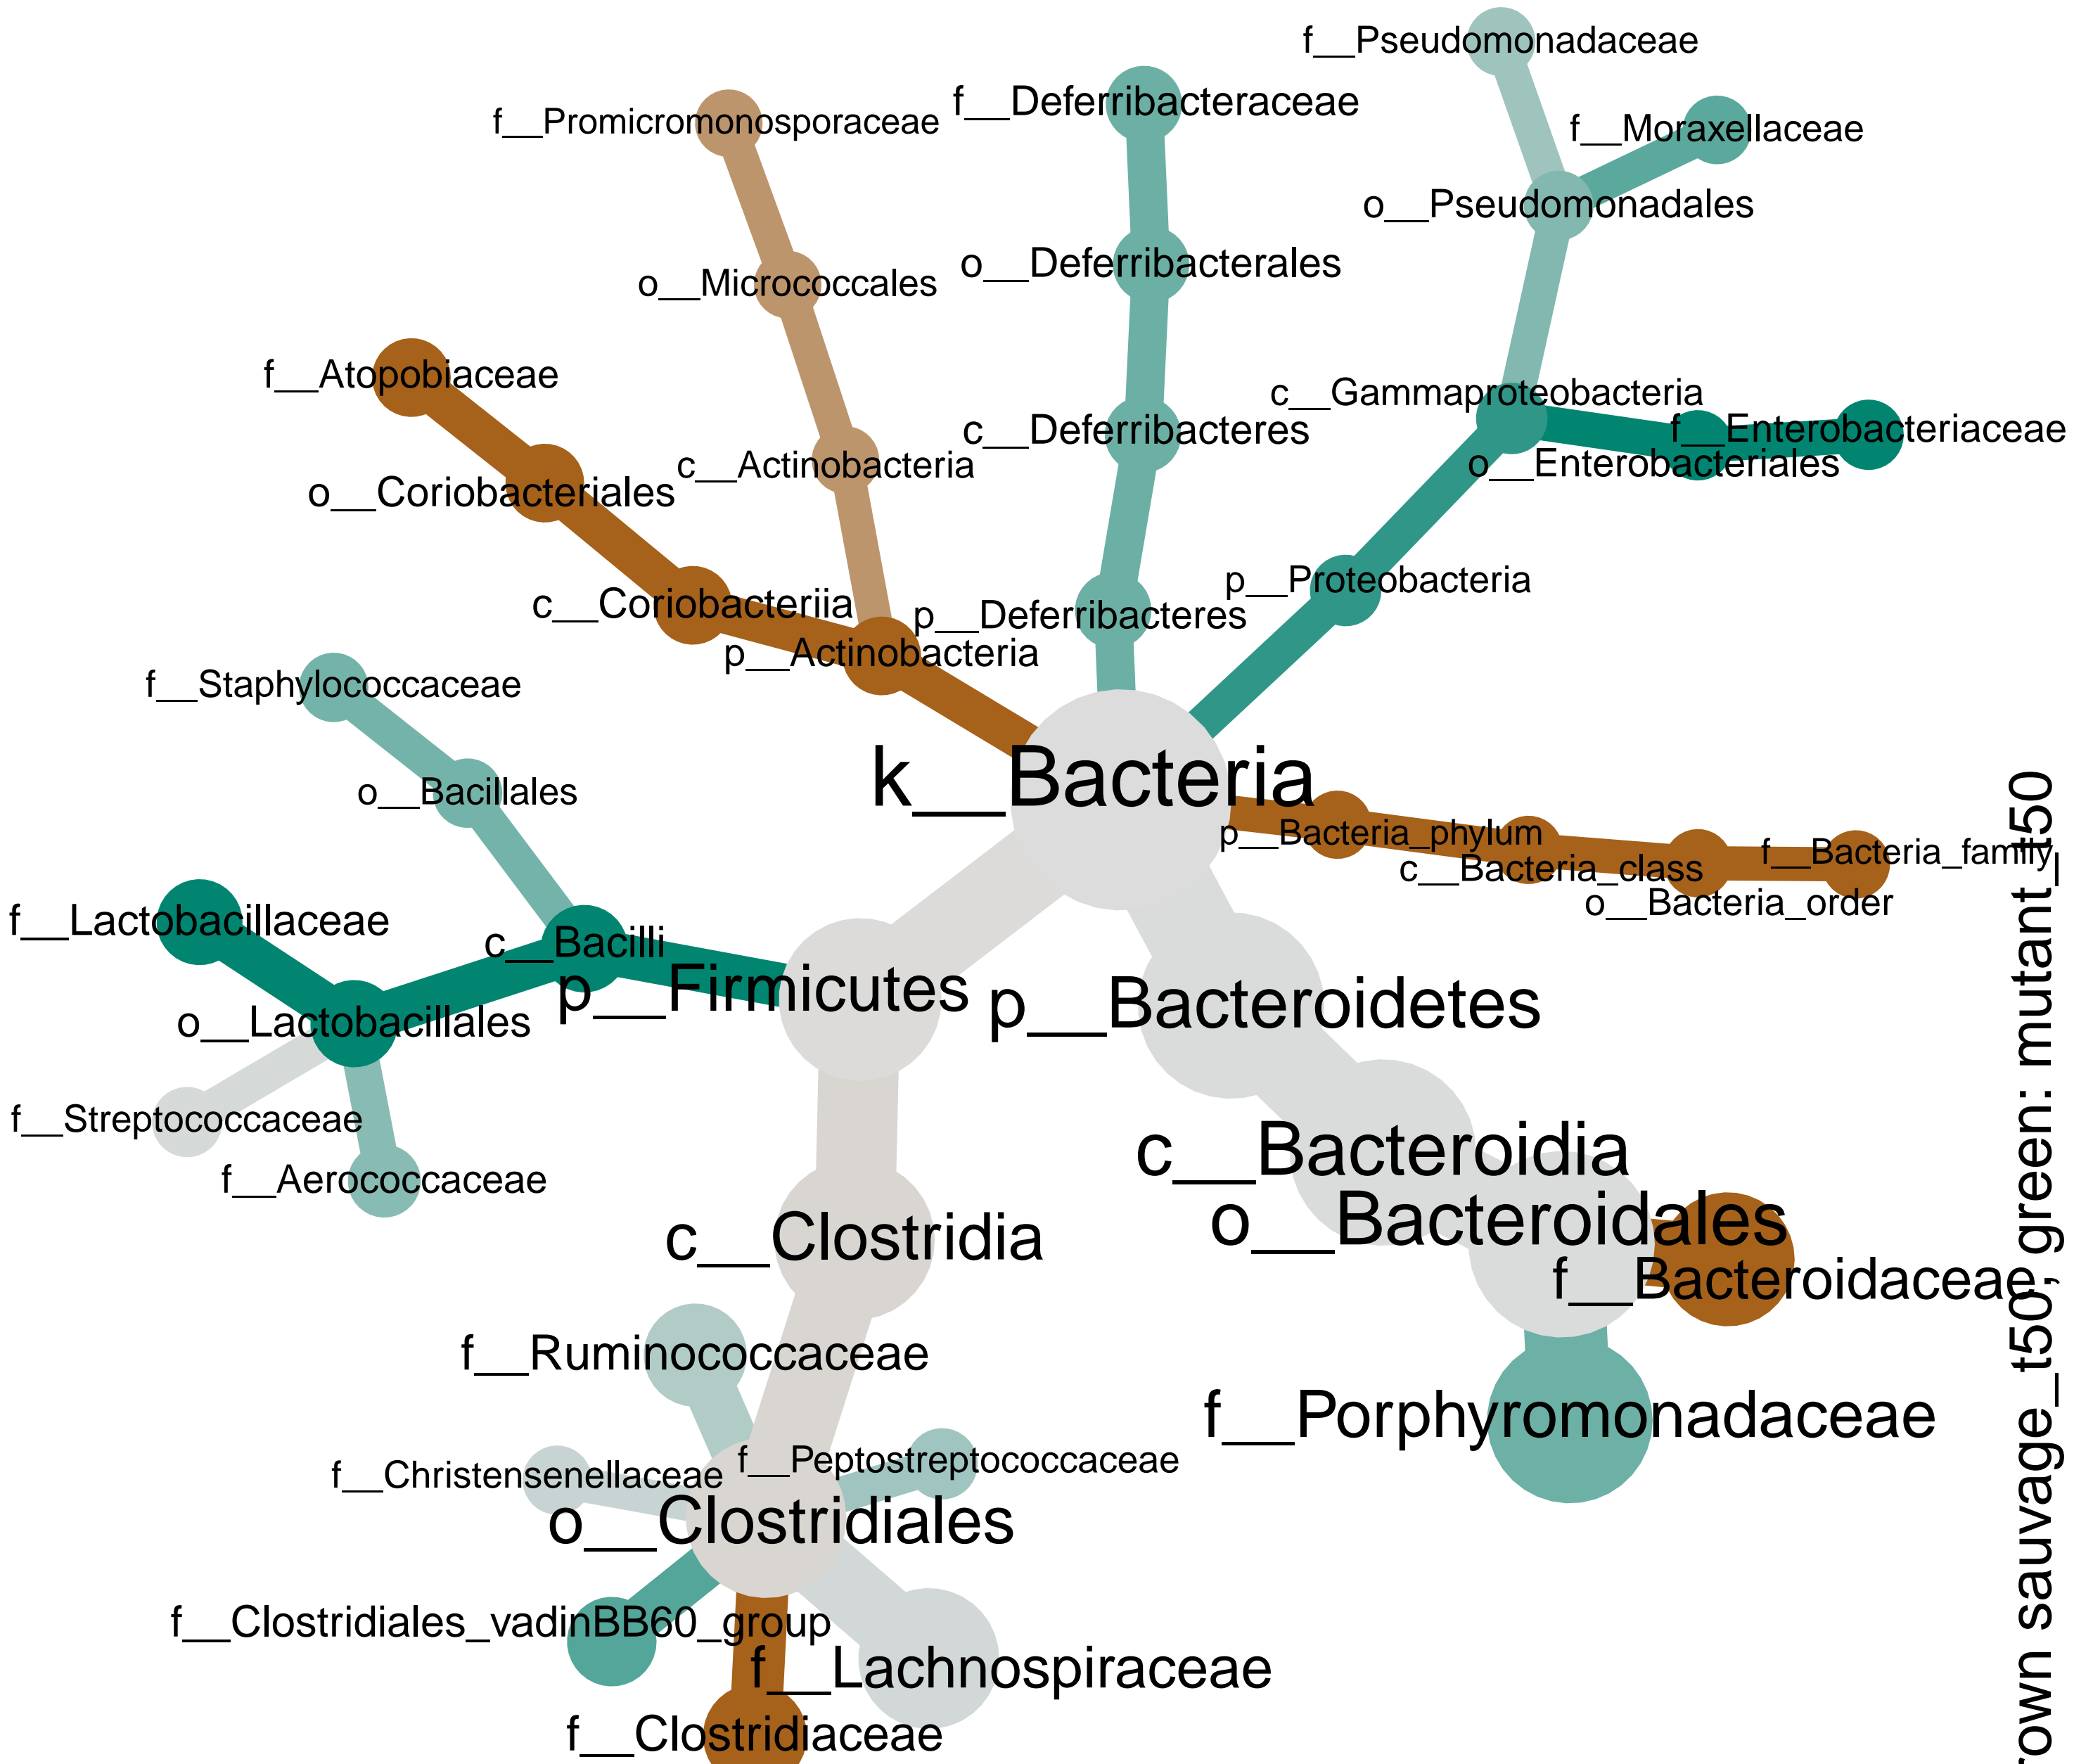 f__Pseudomonadaceae
f__Deferribacteraceae
f__Promicromonosporaceae
f__Moraxellaceae
o__Pseudomonadales
o__Deferribacterales
o__Micrococcales
f__Atopobiaceae
c__Gammaproteobacteria
c__Deferribacteres
f__Enterobacteriaceae
c__Actinobacteria
o__Enterobacteriales
o__Coriobacteriales
p__Proteobacteria
c__Coriobacteriia
p__Deferribacteres
p__Actinobacteria
f__Staphylococcaceae
k__Bacteria
o__Bacillales
p__Bacteria_phylum
f__Bacteria_family
c__Bacteria_class
o__Bacteria_order
f__Lactobacillaceae
c__Bacilli
p__Firmicutes
p__Bacteroidetes
o__Lactobacillales
f__Streptococcaceae
c__Bacteroidia
f__Aerococcaceae
o__Bacteroidales
c__Clostridia
f__Bacteroidaceae
f__Ruminococcaceae
f__Porphyromonadaceae
f__Peptostreptococcaceae
f__Christensenellaceae
o__Clostridiales
f__Clostridiales_vadinBB60_group
f__Lachnospiraceae
f__Clostridiaceae
own sauvage_t50, green: mutant_t50